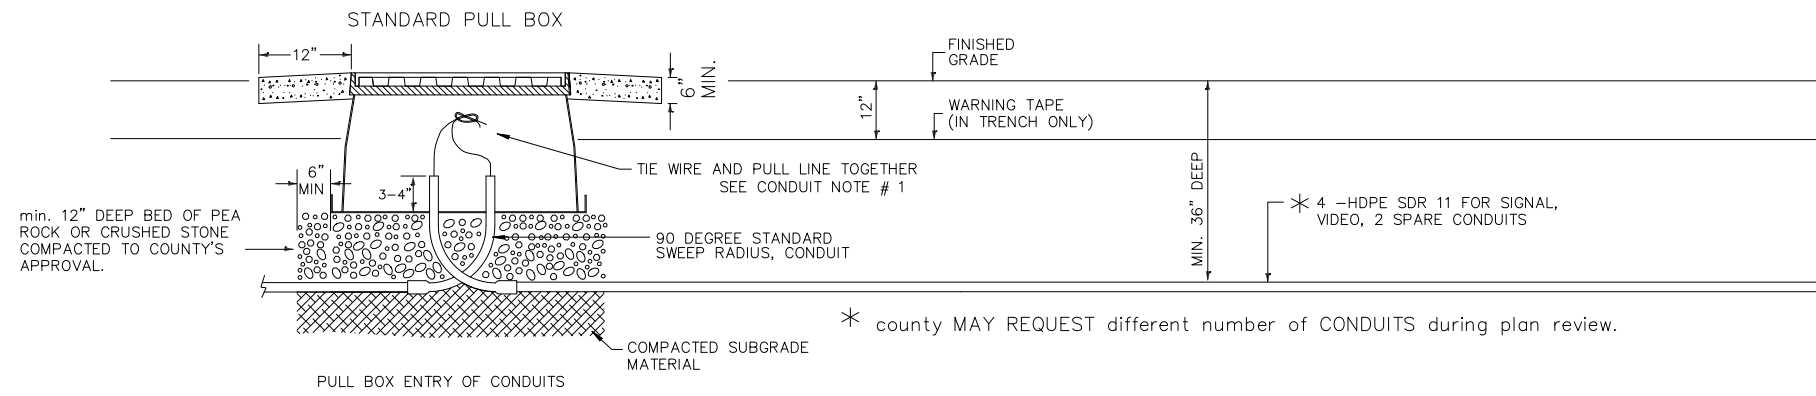 STANDARD PULL BOX
12"
6"
MIN.
FINISHED
GRADE
12"
WARNING TAPE
(IN TRENCH ONLY)
TIE WIRE AND PULL LINE TOGETHER
SEE CONDUIT NOTE # 1
6"
MIN
3-4"
min. 12" DEEP BED OF PEA
ROCK OR CRUSHED STONE
COMPACTED TO COUNTY'S
APPROVAL.
90 DEGREE STANDARD
SWEEP RADIUS, CONDUIT
MIN. 36" DEEP
* 4 -HDPE SDR 11 FOR SIGNAL,
VIDEO, 2 SPARE CONDUITS
* county MAY REQUEST different number of CONDUITS during plan review.
COMPACTED SUBGRADE
MATERIAL
PULL BOX ENTRY OF CONDUITS